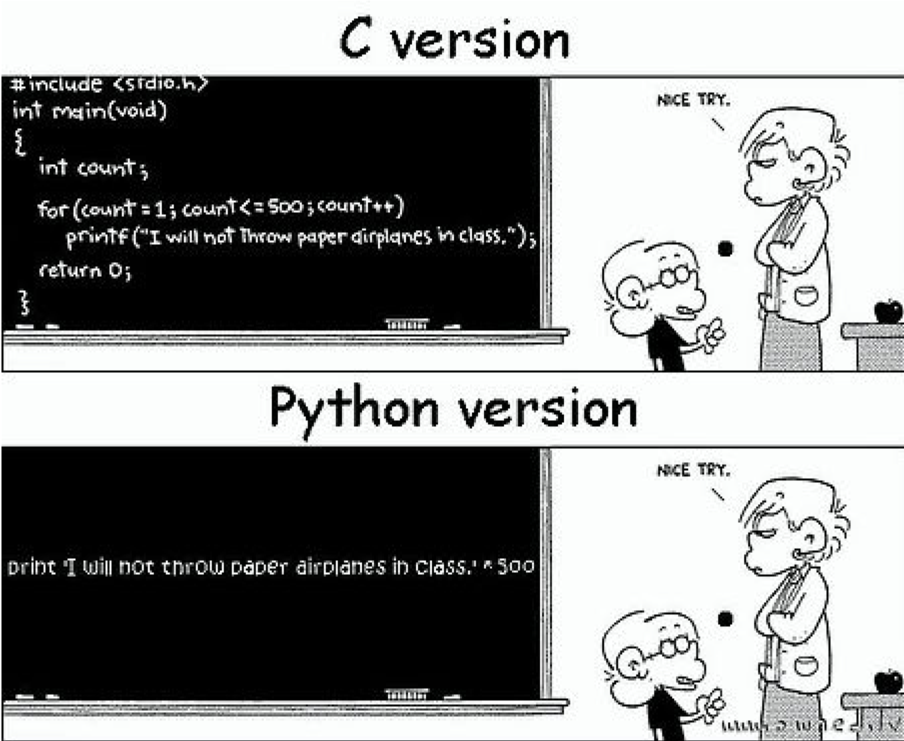 C version
#include <stdio.h>
int main(void)
{
int count;
for (count = 1; count <= 500; count++)
printf ("I will not throw paper airplanes in class.");
return 0;
}
NICE TRY.
Python version
print 'I will not throw paper airplanes in class.' * 500
NICE TRY.